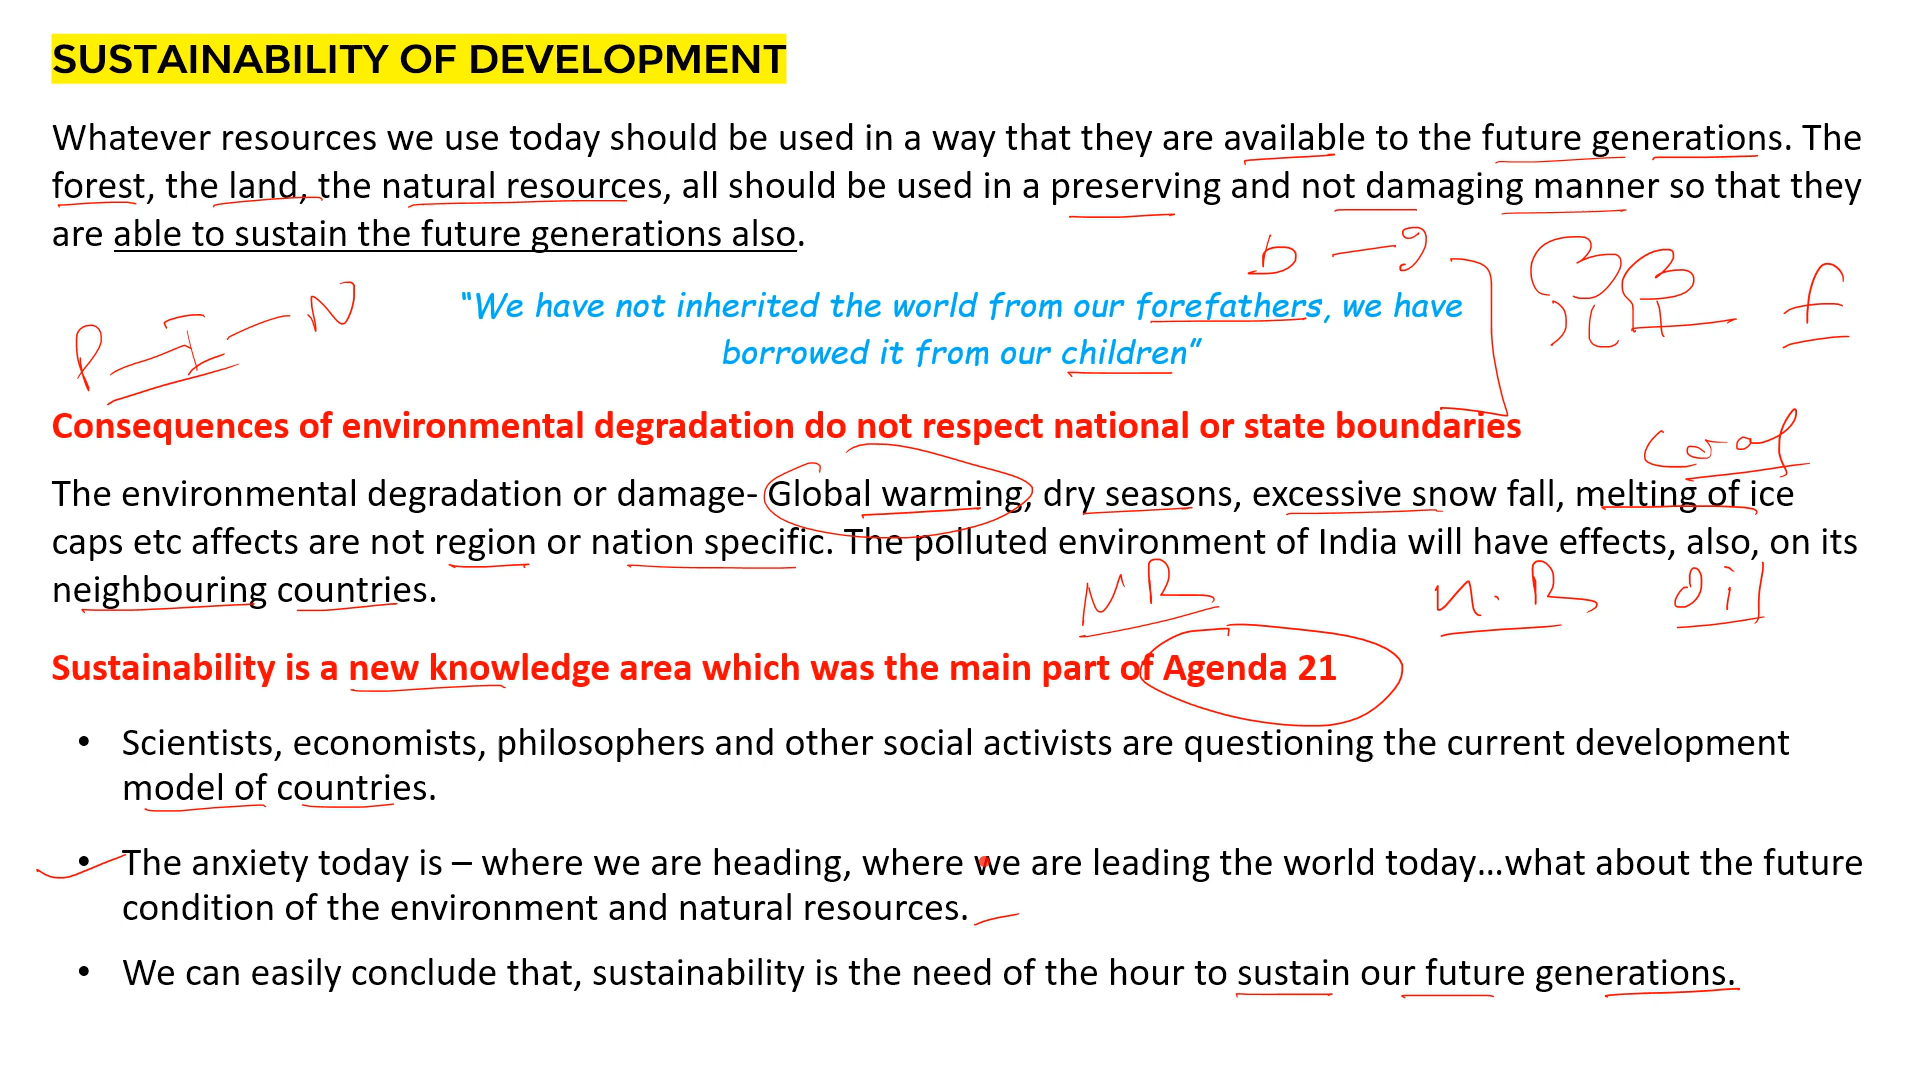 SUSTAINABILITY OF DEVELOPMENT
Whatever resources we use today should be used in a way that they are available to the future generations. The
forest, the land, the natural resources, all should be used in a preserving and not damaging manner so that they
are able to sustain the future generations also.
b — g
P — I — N
f
“We have not inherited the world from our forefathers, we have
borrowed it from our children”
Consequences of environmental degradation do not respect national or state boundaries
The environmental degradation or damage- Global warming, dry seasons, excessive snow fall, melting of ice
caps etc affects are not region or nation specific. The polluted environment of India will have effects, also, on its
neighbouring countries.
NR
N.R
oil
Sustainability is a new knowledge area which was the main part of Agenda 21
• Scientists, economists, philosophers and other social activists are questioning the current development
model of countries.
• The anxiety today is – where we are heading, where we are leading the world today...what about the future
condition of the environment and natural resources.
• We can easily conclude that, sustainability is the need of the hour to sustain our future generations.